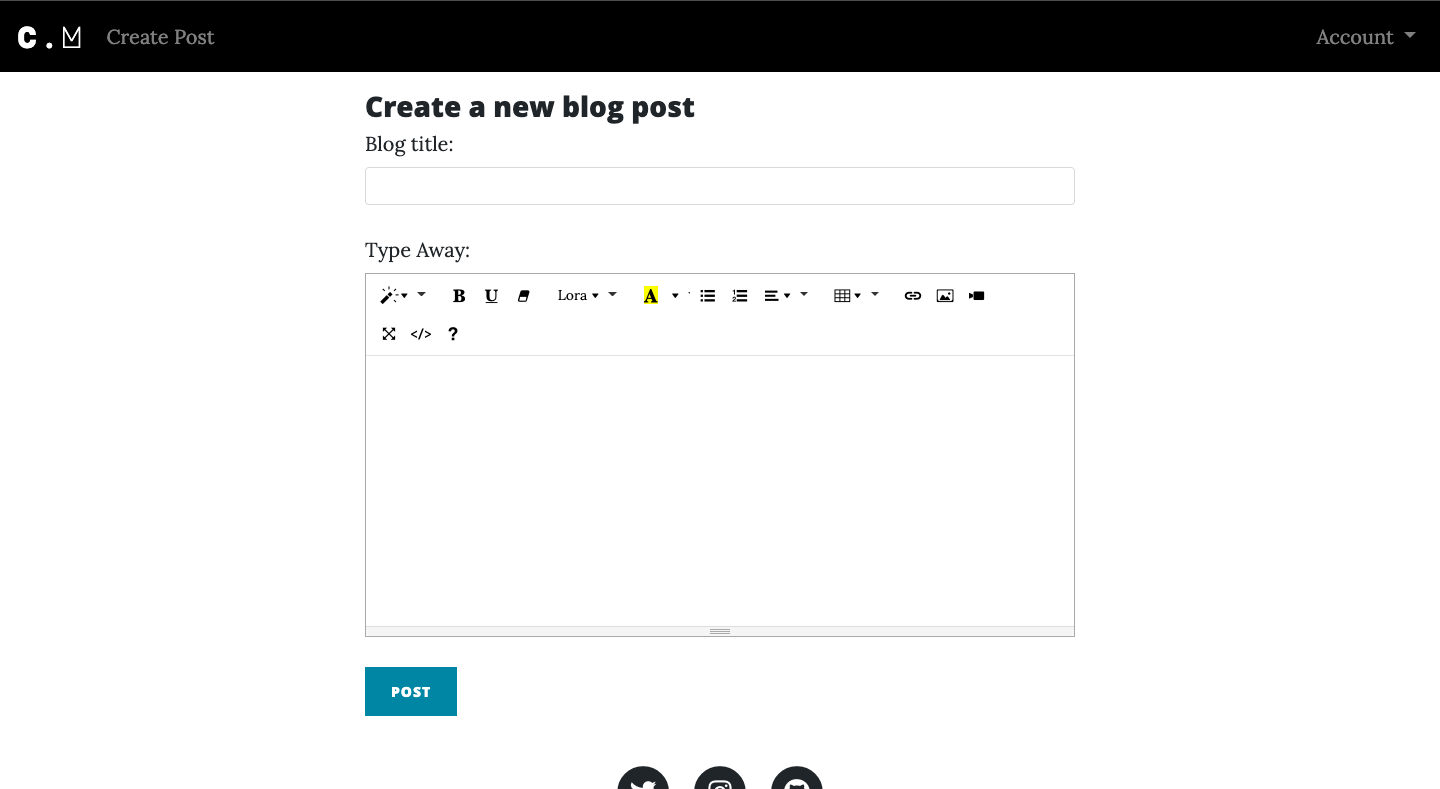 C.M Create Post Account
Create a new blog post
Blog title:
Type Away:
B U Lora A
</> ?
POST